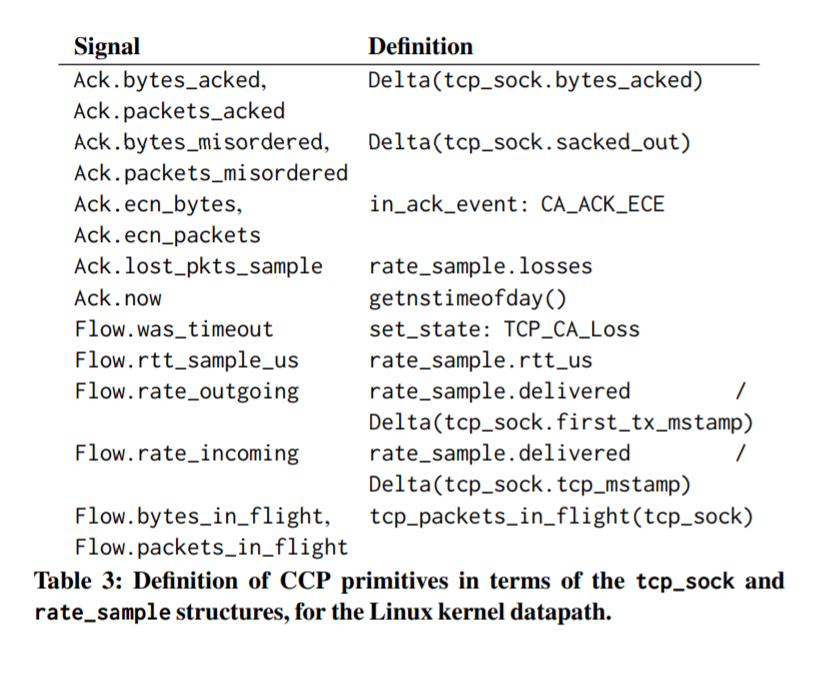 Signal Definition
Ack.bytes_acked, Delta(tcp_sock.bytes_acked)
Ack.packets_acked
Ack.bytes_misordered, Delta(tcp_sock.sacked_out)
Ack.packets_misordered
Ack.ecn_bytes, in_ack_event: CA_ACK_ECE
Ack.ecn_packets
Ack.lost_pkts_sample rate_sample.losses
Ack.now getnstimeofday()
Flow.was_timeout set_state: TCP_CA_Loss
Flow.rtt_sample_us rate_sample.rtt_us
Flow.rate_outgoing rate_sample.delivered /
Delta(tcp_sock.first_tx_mstamp)
Flow.rate_incoming rate_sample.delivered /
Delta(tcp_sock.tcp_mstamp)
Flow.bytes_in_flight, tcp_packets_in_flight(tcp_sock)
Flow.packets_in_flight
Table 3: Definition of CCP primitives in terms of the tcp_sock and
rate_sample structures, for the Linux kernel datapath.